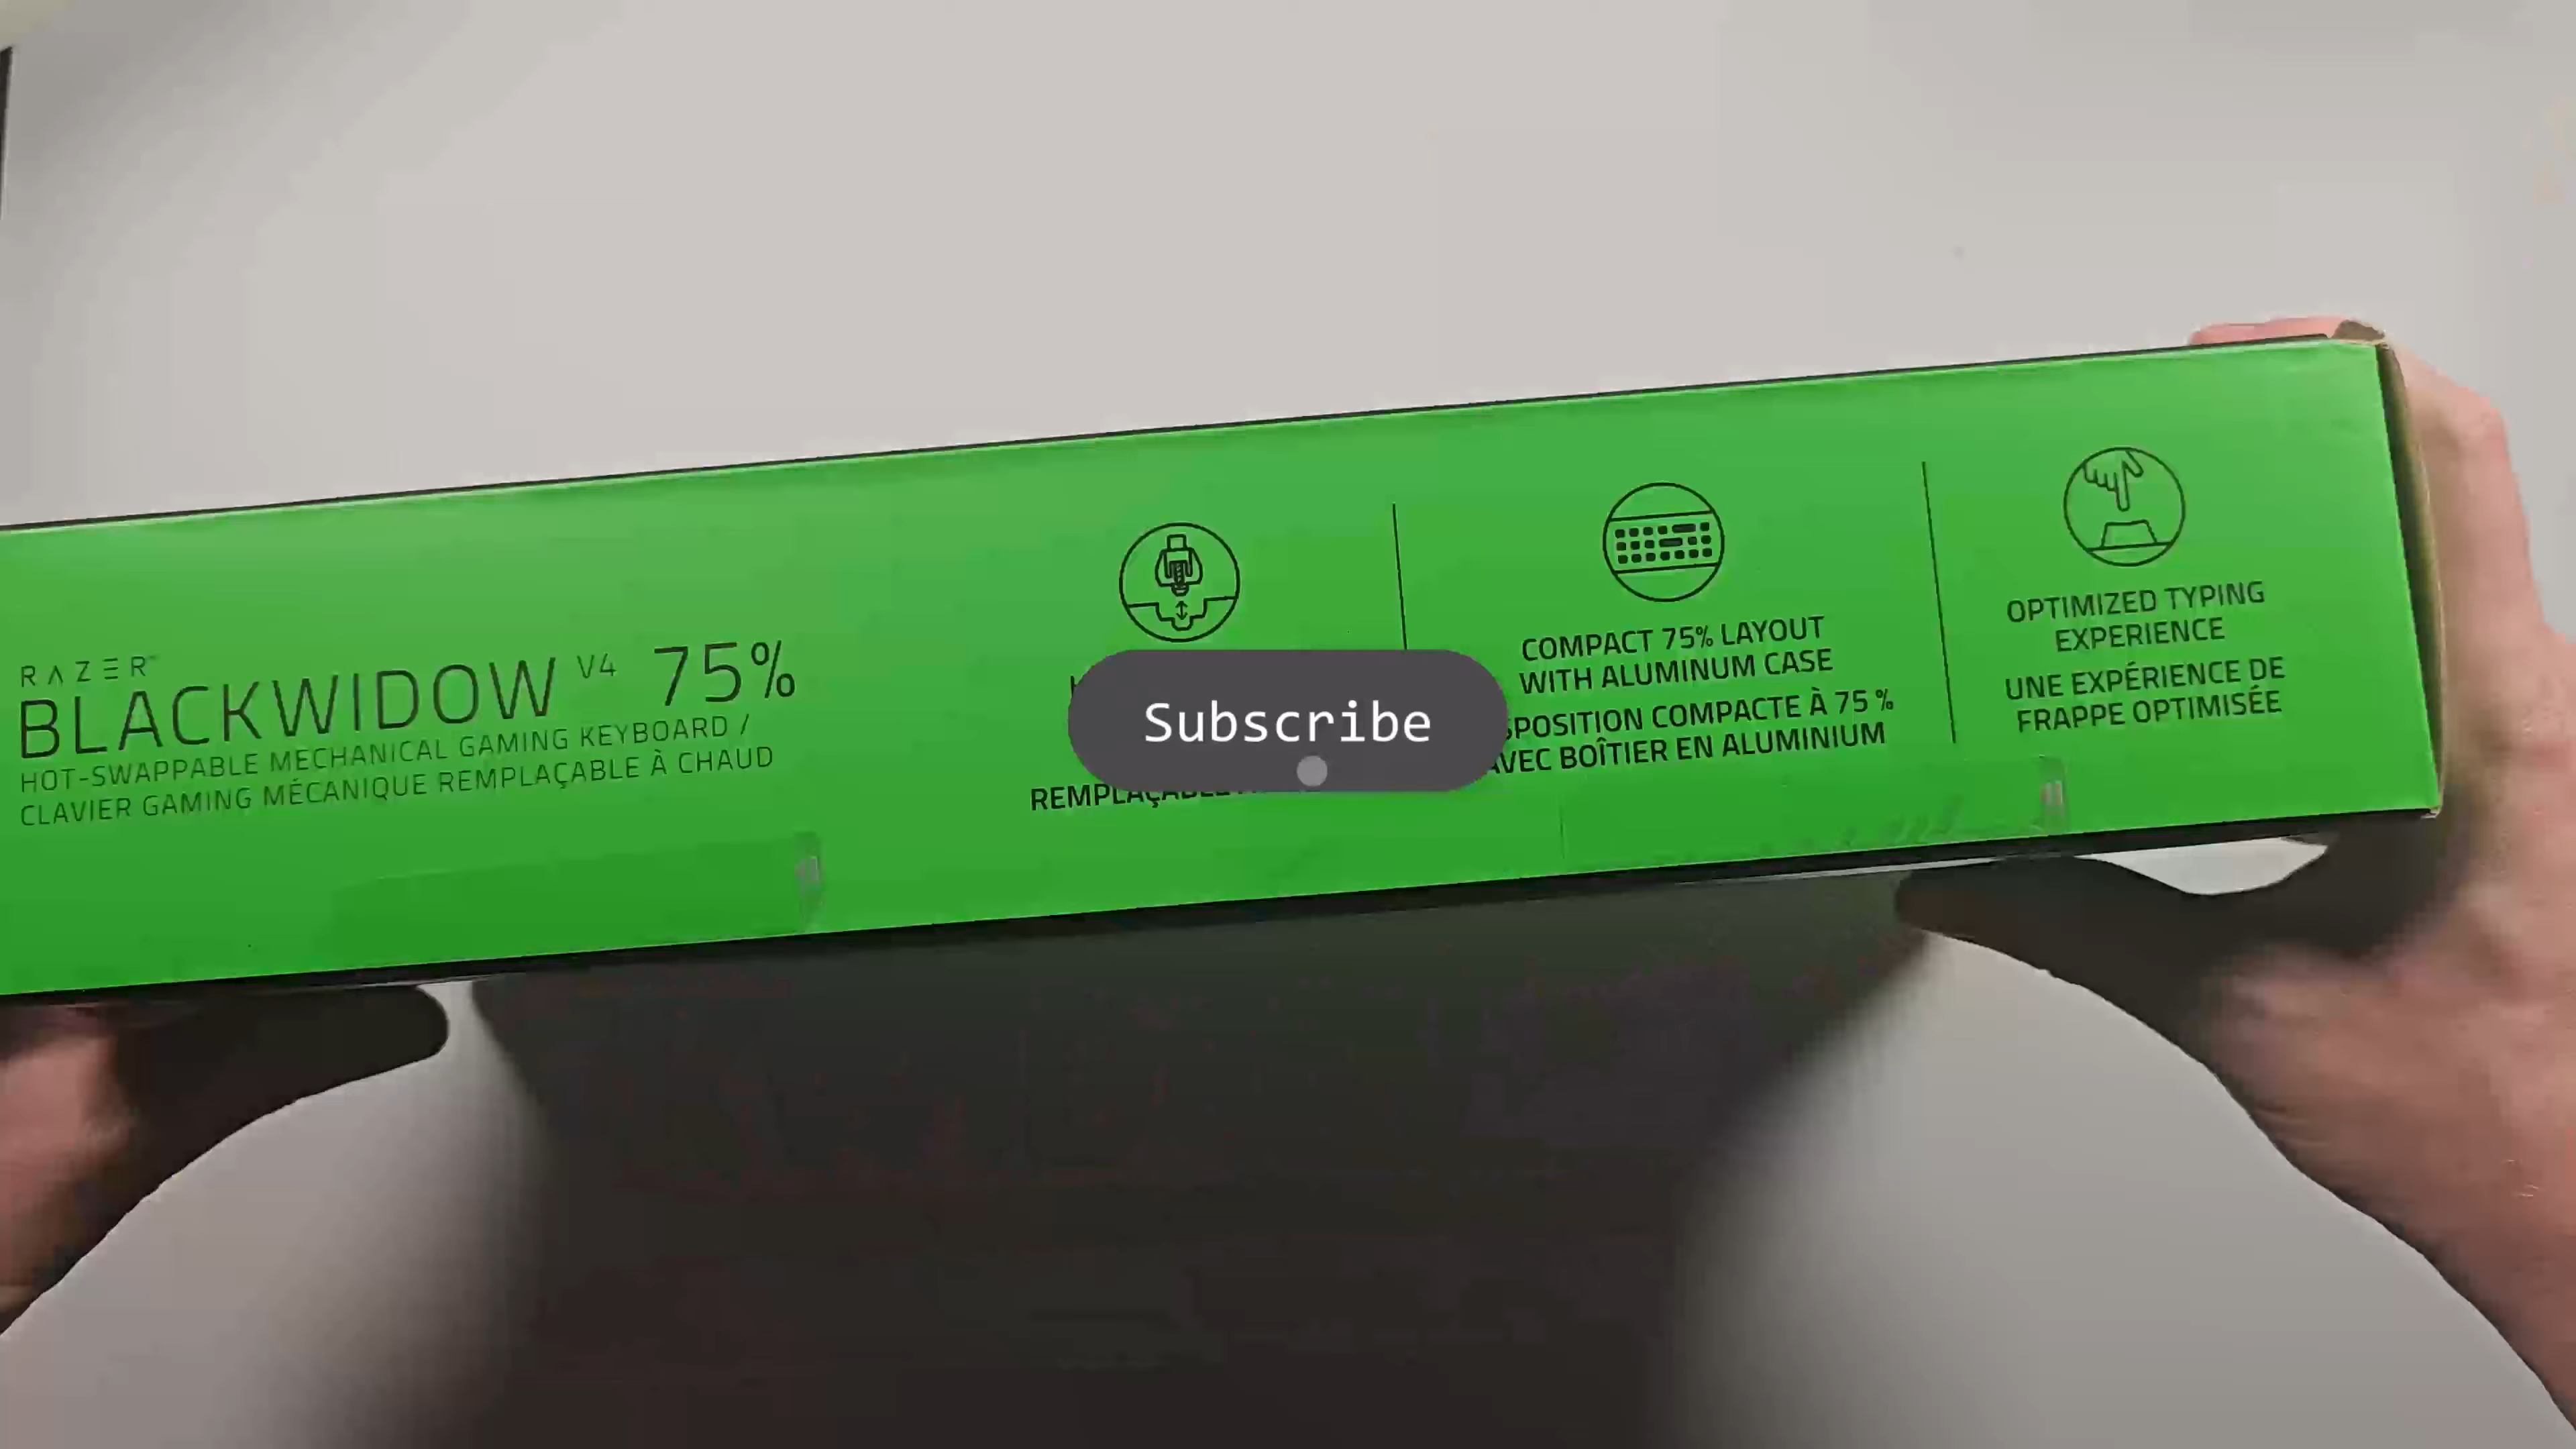 RAZER
BLACKWIDOW V4 75%
HOT-SWAPPABLE MECHANICAL GAMING KEYBOARD /
CLAVIER GAMING MÉCANIQUE REMPLAÇABLE À CHAUD
Subscribe
COMPACT 75% LAYOUT
WITH ALUMINUM CASE
COMPACTE À 75 %
BOÎTIER EN ALUMINIUM
OPTIMIZED TYPING
EXPERIENCE
UNE EXPÉRIENCE DE
FRAPPE OPTIMISÉE